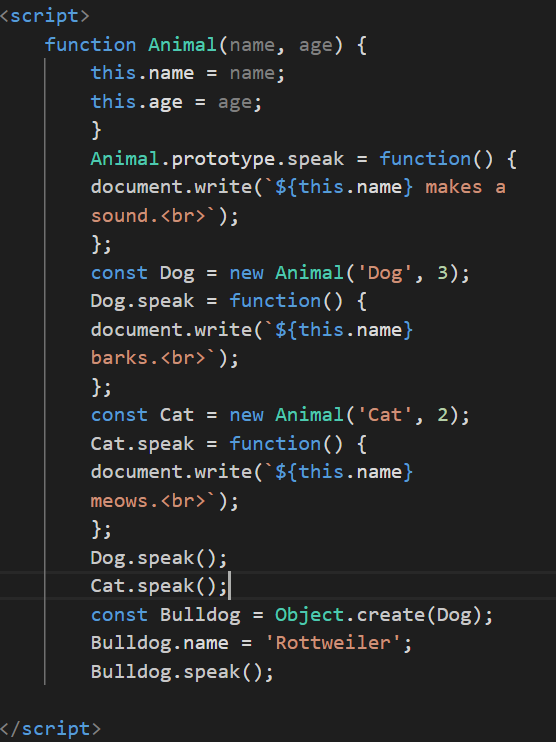 <script>
function Animal(name, age) {
this.name = name;
this.age = age;
}
Animal.prototype.speak = function() {
document.write(`${this.name} makes a
sound.<br>`);
};
const Dog = new Animal('Dog', 3);
Dog.speak = function() {
document.write(`${this.name}
barks.<br>`);
};
const Cat = new Animal('Cat', 2);
Cat.speak = function() {
document.write(`${this.name}
meows.<br>`);
};
Dog.speak();
Cat.speak();
const Bulldog = Object.create(Dog);
Bulldog.name = 'Rottweiler';
Bulldog.speak();
</script>